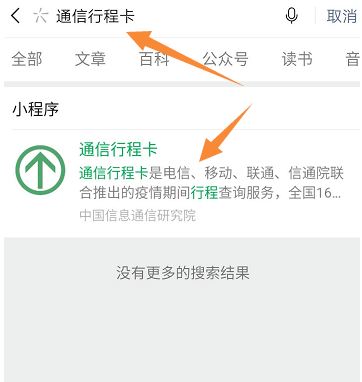 通信行程卡 取消
全部 文章 百科 公众号 读书 音
小程序
通信行程卡
通信行程卡是电信、移动、联通、信通院联
合推出的疫情期间行程查询服务，全国16...
中国信息通信研究院
没有更多的搜索结果